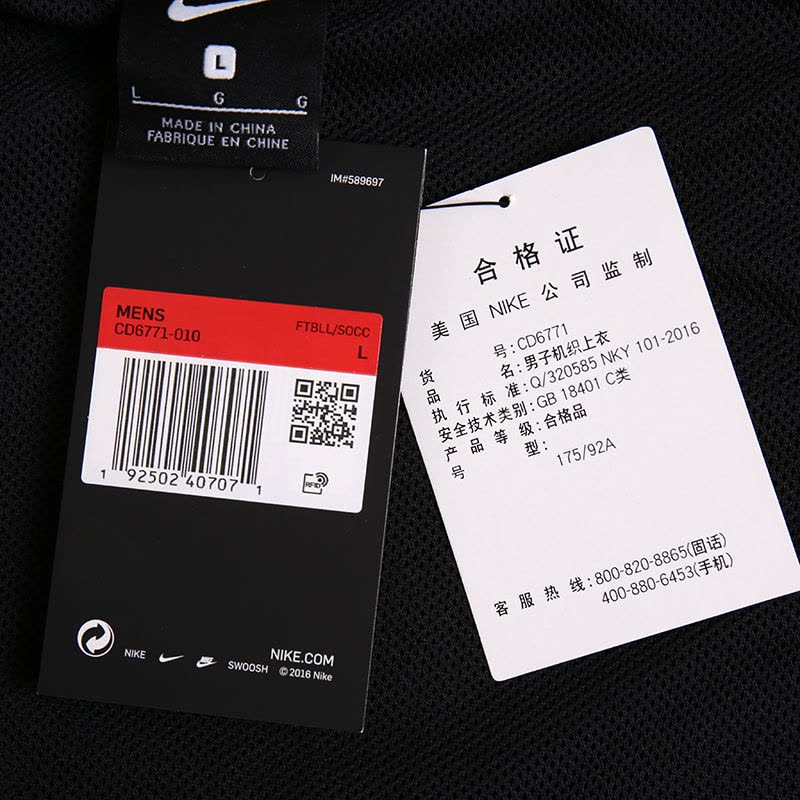 L
L G G
MADE IN CHINA
FABRIQUE EN CHINE
IM#589697
MENS
CD6771-010
FTBLL/SOCC
L
1 92502 40707 1
RFID
NIKE
SWOOSH
NIKE.COM
© 2016 Nike
合格证
美国 NIKE 公司监制
货号:CD6771
品名:男子机织上衣
执行标准:Q/320585 NKY 101-2016
安全技术类别:GB 18401 C类
产品等级:合格品
号型:175/92A
客服热线:800-820-8865(固话)
400-880-6453(手机)